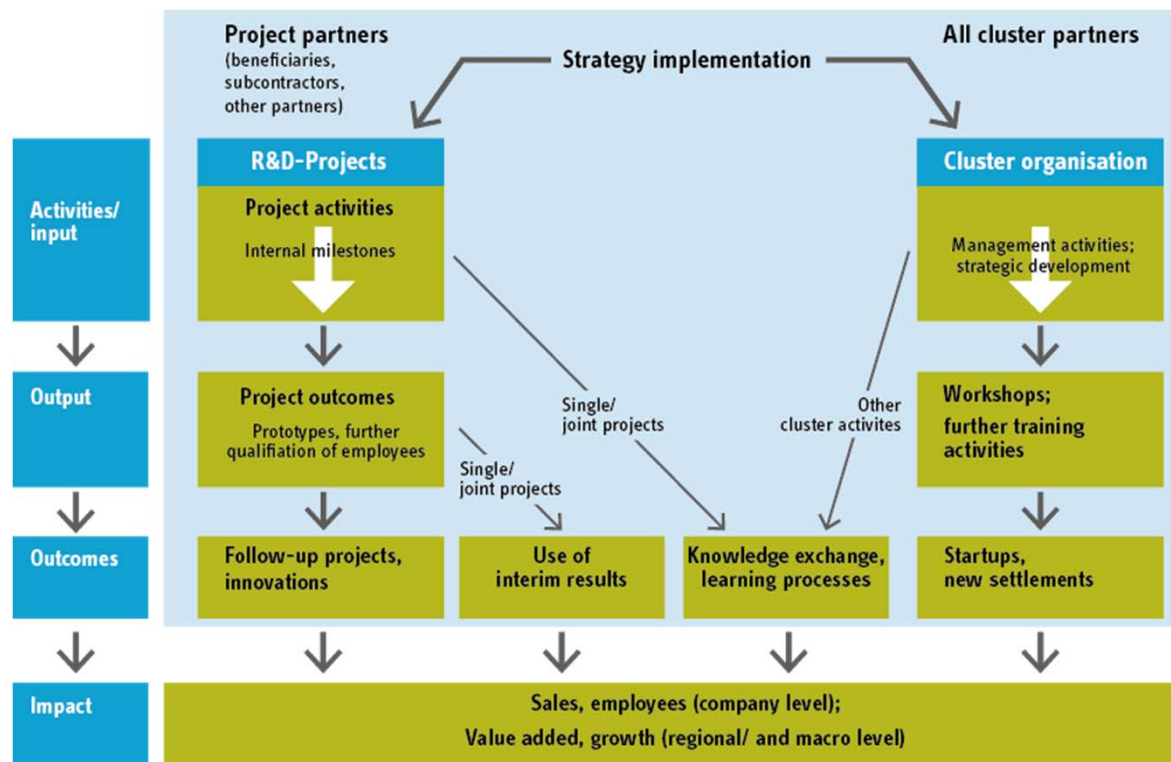 Project partners
(beneficiaries,
subcontractors,
other partners)
Strategy implementation
All cluster partners
Activities/
input
R&D-Projects
Project activities
Internal milestones
Cluster organisation
Management activities;
strategic development
Output
Project outcomes
Prototypes, further
qualifiation of employees
Single/
joint projects
Single/
joint projects
Other
cluster activites
Workshops;
further training
activities
Outcomes
Follow-up projects,
innovations
Use of
interim results
Knowledge exchange,
learning processes
Startups,
new settlements
Impact
Sales, employees (company level);
Value added, growth (regional/ and macro level)